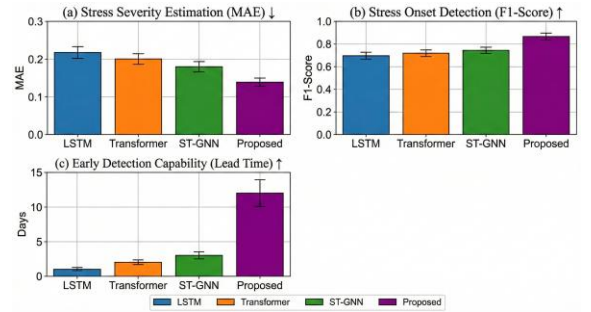 (a) Stress Severity Estimation (MAE) ↓
MAE
0.3
0.2
0.1
0.0
LSTM Transformer ST-GNN Proposed
(b) Stress Onset Detection (F1-Score) ↑
F1-Score
1.0
0.8
0.6
0.4
0.2
0.0
LSTM Transformer ST-GNN Proposed
(c) Early Detection Capability (Lead Time) ↑
Days
15
10
5
0
LSTM Transformer ST-GNN Proposed
LSTM Transformer ST-GNN Proposed